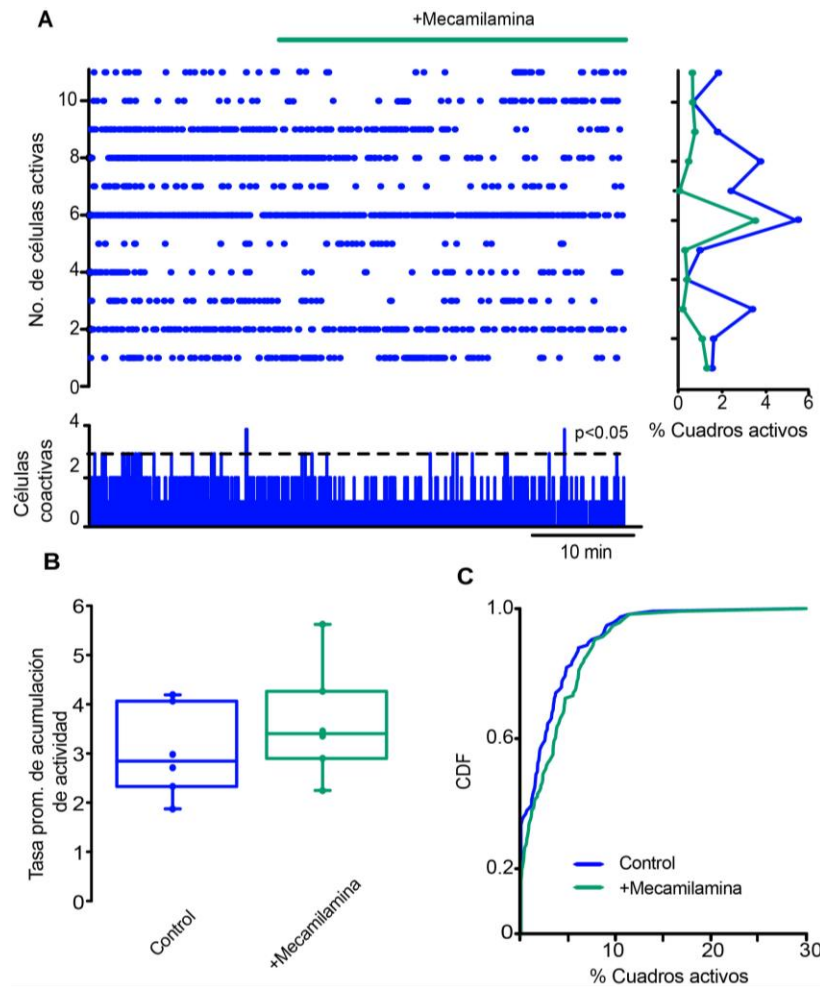 A
+Mecamilamina
No. de células activas
10
8
6
4
2
0
0 2 4 6
% Cuadros activos
Células
coactivas
4
2
0
p<0.05
10 min
B
Tasa prom. de acumulación
de actividad
6
5
4
3
2
1
0
Control
+Mecamilamina
C
CDF
1.0
0.6
0.2
0
Control
+Mecamilamina
10 20 30
% Cuadros activos